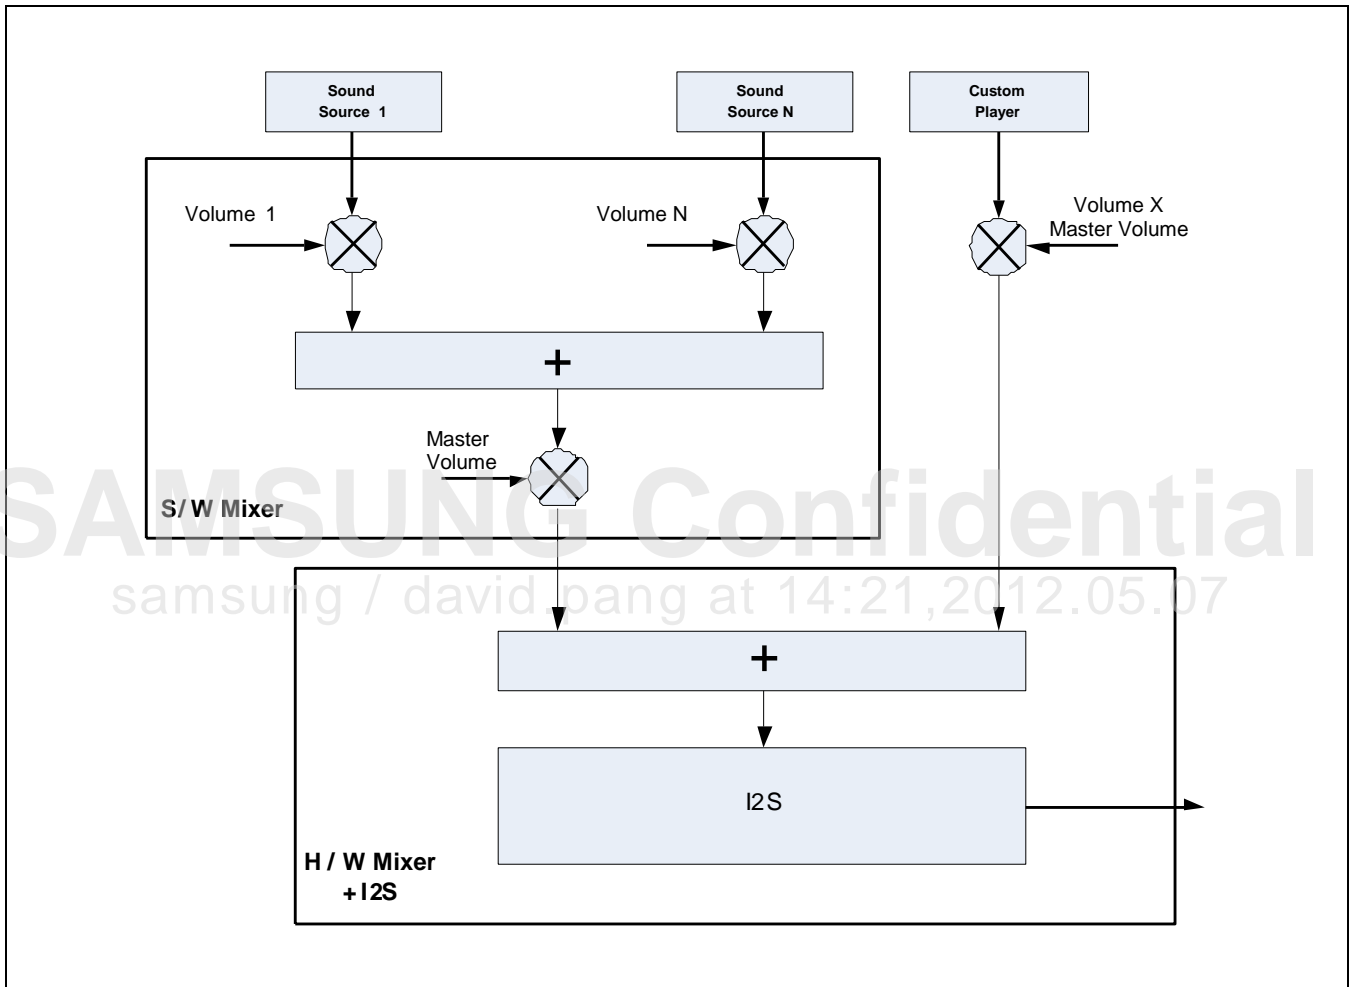 Sound
Source 1
Sound
Source N
Custom
Player
Volume 1
Volume N
Volume X
Master Volume
+
Master
Volume
S/ W Mixer
SAMSUNG Confidential
samsung / david.pang at 14:21,2012.05.07
+
I2S
H / W Mixer
+ I2S